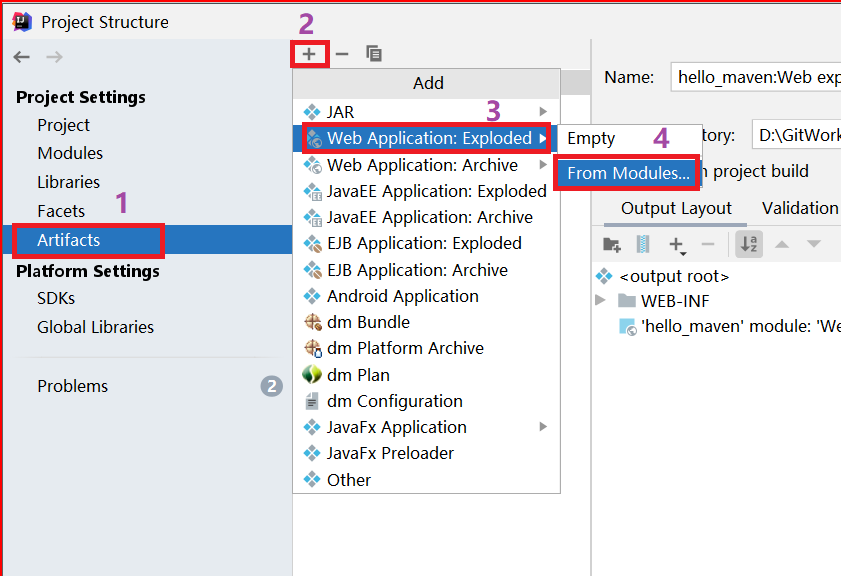 Project Structure
2
Add
Name:
hello_maven:Web exp
Project Settings
Project
Modules
Libraries
Facets
1
Artifacts
Platform Settings
SDKs
Global Libraries
Problems
2
JAR
3
Web Application: Exploded
Web Application: Archive
JavaEE Application: Exploded
JavaEE Application: Archive
EJB Application: Exploded
EJB Application: Archive
Android Application
dm Bundle
dm Platform Archive
dm Plan
dm Configuration
JavaFx Application
JavaFx Preloader
Other
Empty
4
From Modules...
tory:
D:\GitWork
project build
Output Layout
Validation
<output root>
WEB-INF
'hello_maven' module: 'We